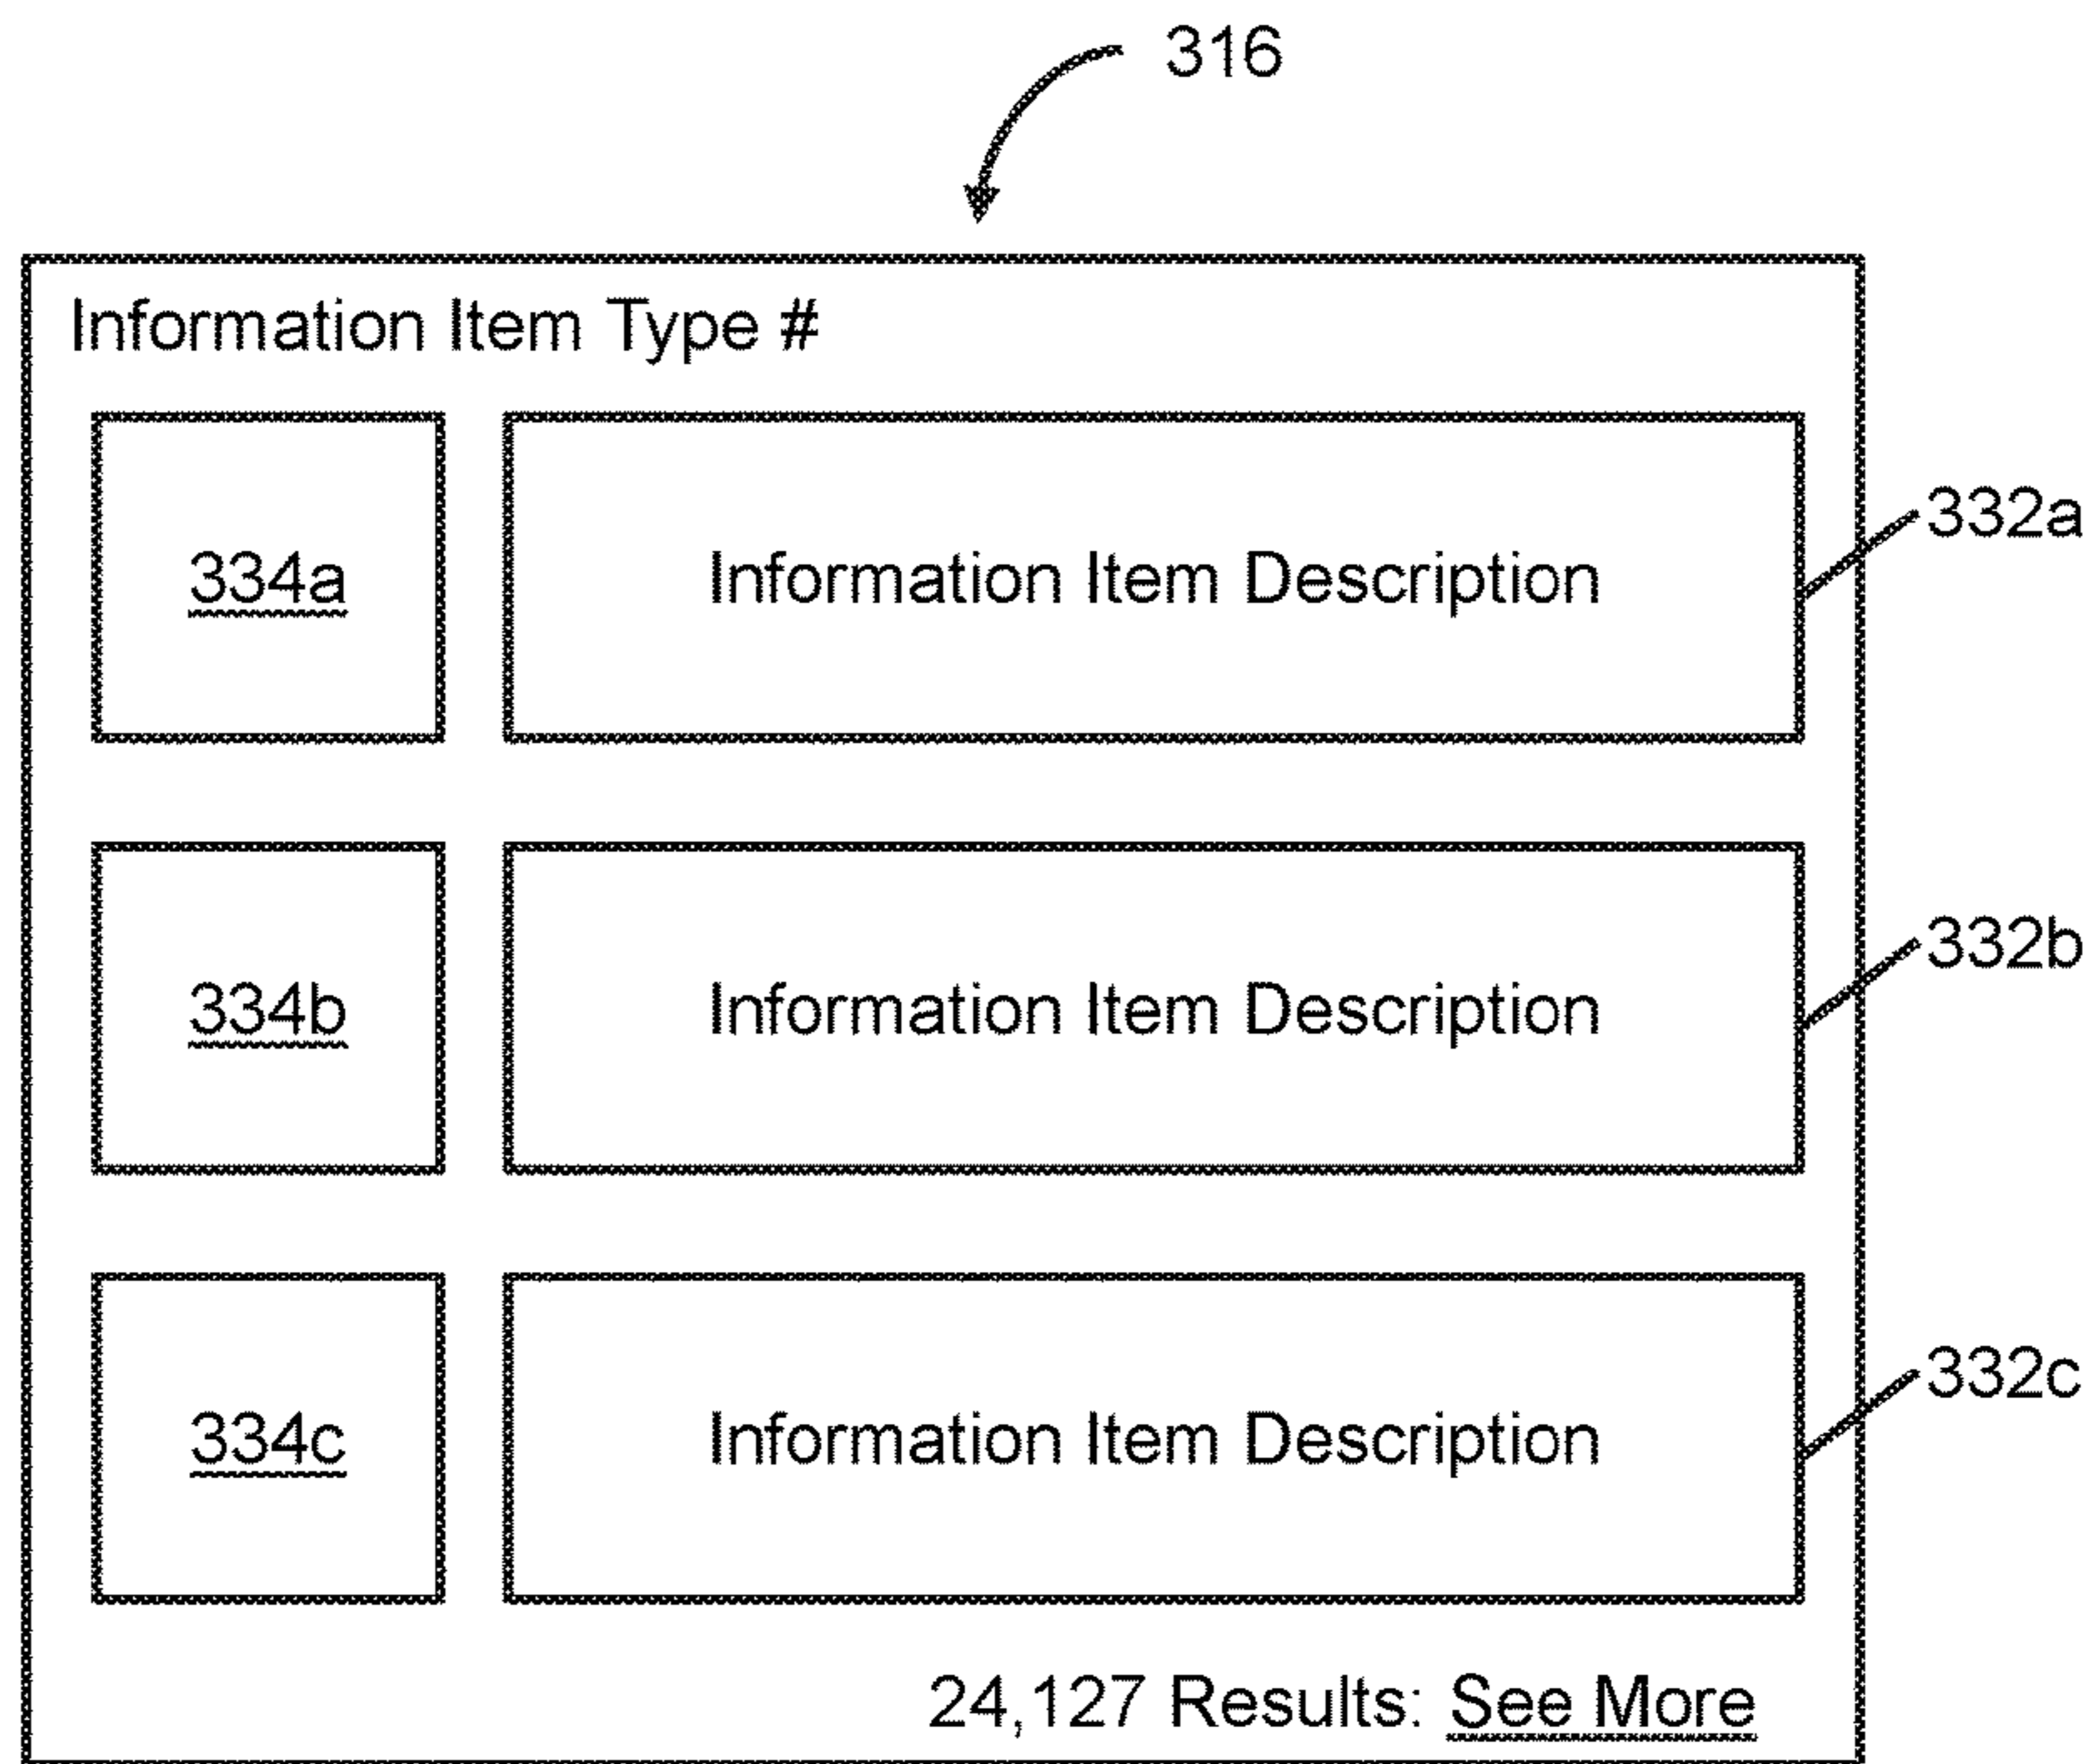 316
Information Item Type #
332a
334a
Information Item Description
332b
334b
Information Item Description
332c
334c
Information Item Description
24,127 Results: See More